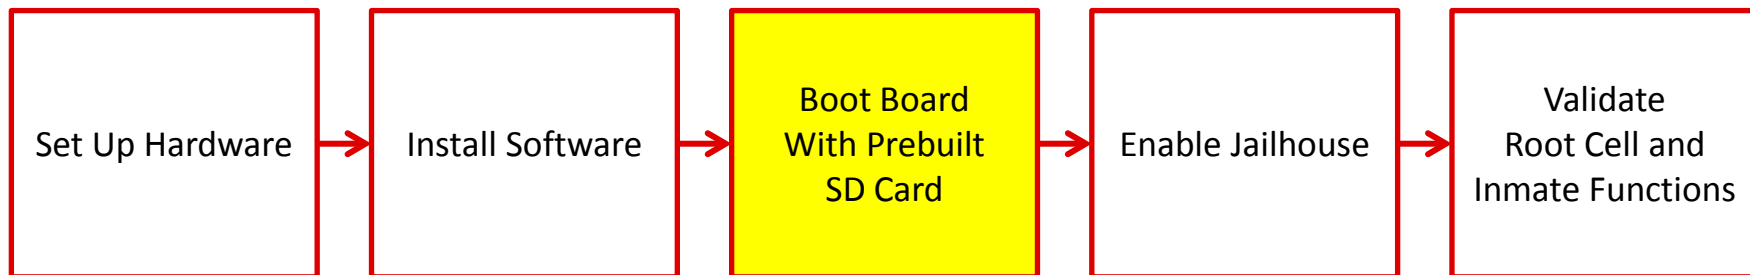 Set Up Hardware
Install Software
Boot Board
With Prebuilt
SD Card
Enable Jailhouse
Validate
Root Cell and
Inmate Functions